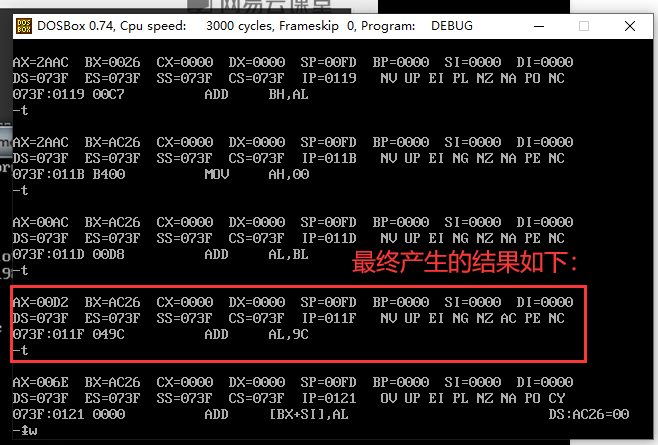 网易云课堂
DOSBox 0.74, Cpu speed: 3000 cycles, Frameskip 0, Program: DEBUG
AX=2AAC BX=0026 CX=0000 DX=0000 SP=00FD BP=0000 SI=0000 DI=0000
DS=073F ES=073F SS=073F CS=073F IP=0119 NV UP EI PL NZ NA PO NC
073F:0119 00C7 ADD BH,AL
-t
AX=2AAC BX=AC26 CX=0000 DX=0000 SP=00FD BP=0000 SI=0000 DI=0000
DS=073F ES=073F SS=073F CS=073F IP=011B NV UP EI NG NZ NA PE NC
073F:011B B400 MOV AH,00
-t
AX=00AC BX=AC26 CX=0000 DX=0000 SP=00FD BP=0000 SI=0000 DI=0000
DS=073F ES=073F SS=073F CS=073F IP=011D NV UP EI NG NZ NA PE NC
073F:011D 00D8 ADD AL,BL
-t
最终产生的结果如下：
AX=00D2 BX=AC26 CX=0000 DX=0000 SP=00FD BP=0000 SI=0000 DI=0000
DS=073F ES=073F SS=073F CS=073F IP=011F NV UP EI NG NZ AC PE NC
073F:011F 049C ADD AL,9C
-t
AX=006E BX=AC26 CX=0000 DX=0000 SP=00FD BP=0000 SI=0000 DI=0000
DS=073F ES=073F SS=073F CS=073F IP=0121 OV UP EI PL NZ NA PO CY
073F:0121 0000 ADD [BX+SI],AL DS:AC26=00